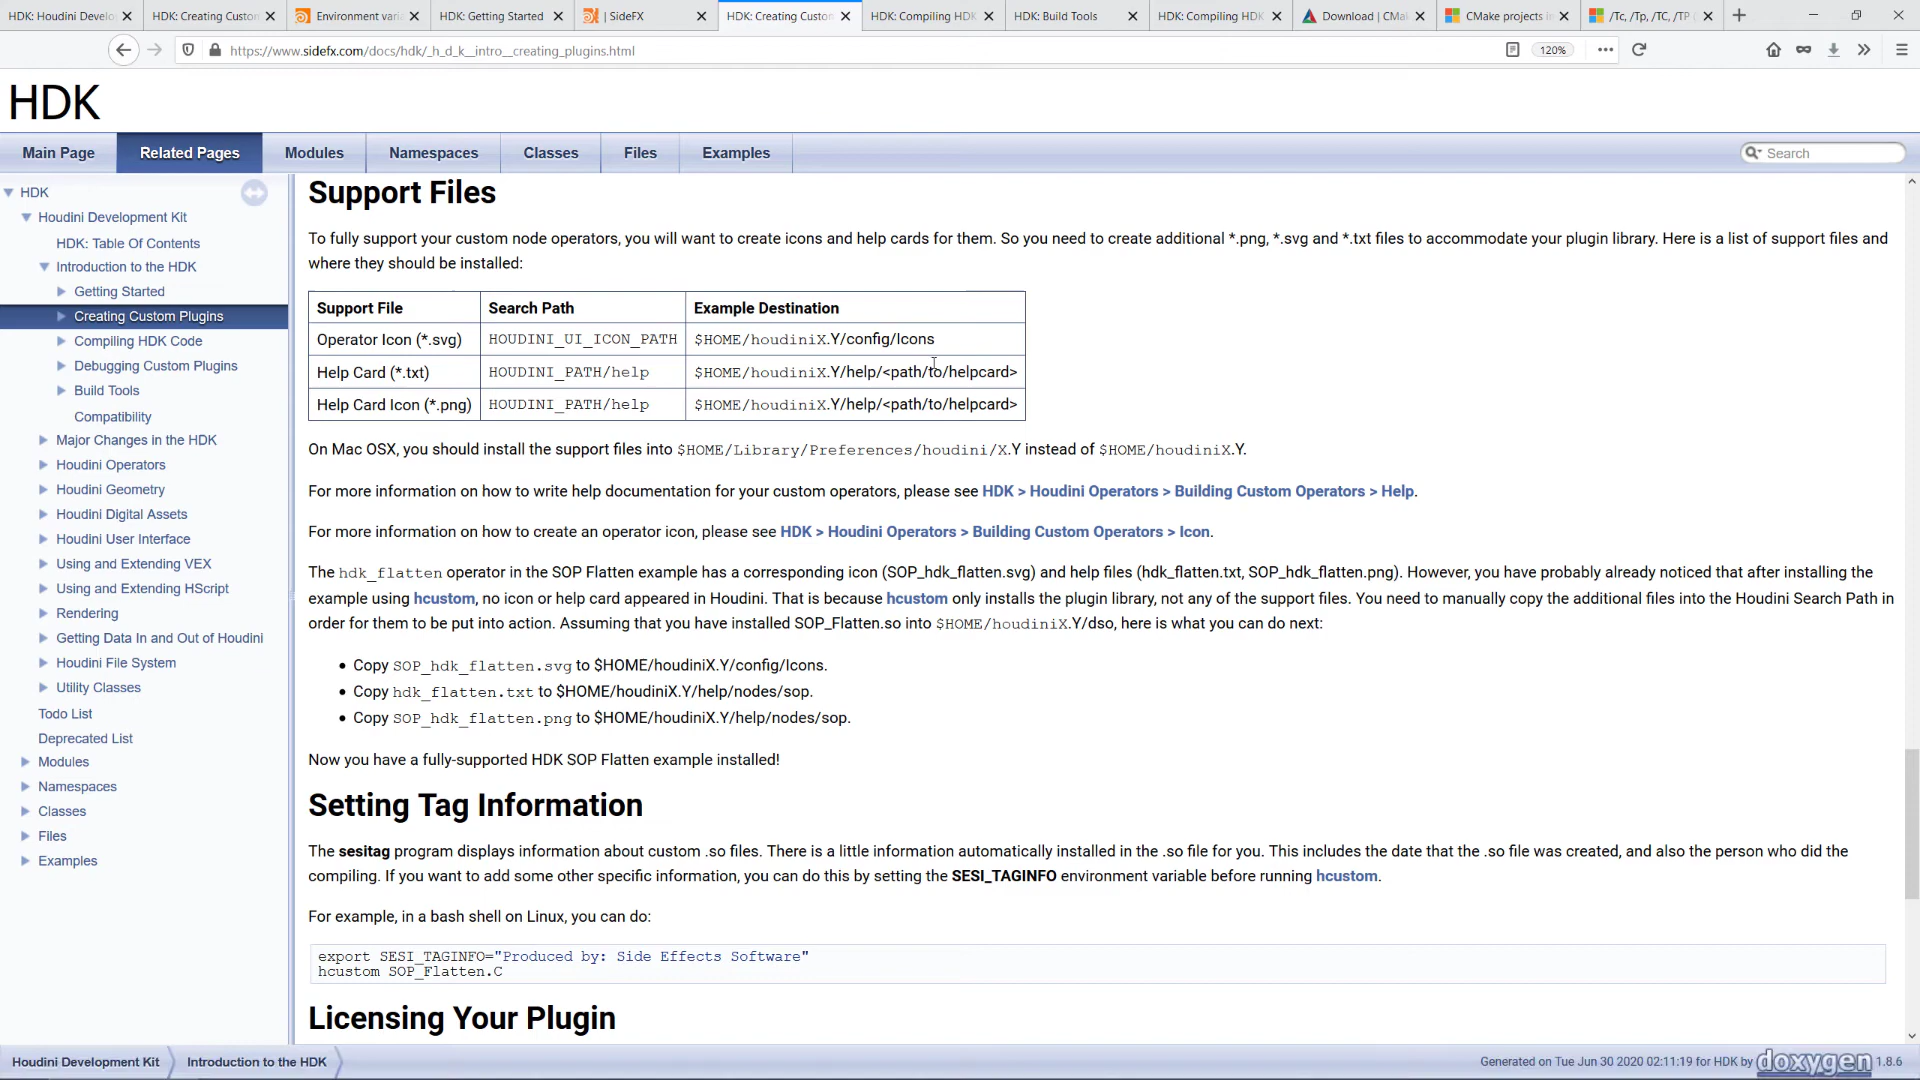 HDK: Houdini Develo
HDK: Creating Custo
Environment vari
HDK: Getting Started
| SideFX
HDK: Creating Custo
HDK: Compiling HDK
HDK: Build Tools
HDK: Compiling HDK
Download | CMa
CMake projects i
/Tc, /Tp, /TC, /TP (
https://www.sidefx.com/docs/hdk/_h_d_k__intro__creating_plugins.html
120%
HDK
Main Page
Related Pages
Modules
Namespaces
Classes
Files
Examples
Search
HDK
Houdini Development Kit
HDK: Table Of Contents
Introduction to the HDK
Getting Started
Creating Custom Plugins
Compiling HDK Code
Debugging Custom Plugins
Build Tools
Compatibility
Major Changes in the HDK
Houdini Operators
Houdini Geometry
Houdini Digital Assets
Houdini User Interface
Using and Extending VEX
Using and Extending HScript
Rendering
Getting Data In and Out of Houdini
Houdini File System
Utility Classes
Todo List
Deprecated List
Modules
Namespaces
Classes
Files
Examples
Support Files
To fully support your custom node operators, you will want to create icons and help cards for them. So you need to create additional *.png, *.svg and *.txt files to accommodate your plugin library. Here is a list of support files and
where they should be installed:
Support File Search Path Example Destination
Operator Icon (*.svg) HOUDINI_UI_ICON_PATH $HOME/houdiniX.Y/config/Icons
Help Card (*.txt) HOUDINI_PATH/help $HOME/houdiniX.Y/help/<path/to/helpcard>
Help Card Icon (*.png) HOUDINI_PATH/help $HOME/houdiniX.Y/help/<path/to/helpcard>
On Mac OSX, you should install the support files into $HOME/Library/Preferences/houdini/X.Y instead of $HOME/houdiniX.Y.
For more information on how to write help documentation for your custom operators, please see HDK > Houdini Operators > Building Custom Operators > Help.
For more information on how to create an operator icon, please see HDK > Houdini Operators > Building Custom Operators > Icon.
The hdk_flatten operator in the SOP Flatten example has a corresponding icon (SOP_hdk_flatten.svg) and help files (hdk_flatten.txt, SOP_hdk_flatten.png). However, you have probably already noticed that after installing the
example using hcustom, no icon or help card appeared in Houdini. That is because hcustom only installs the plugin library, not any of the support files. You need to manually copy the additional files into the Houdini Search Path in
order for them to be put into action. Assuming that you have installed SOP_Flatten.so into $HOME/houdiniX.Y/dso, here is what you can do next:
• Copy SOP_hdk_flatten.svg to $HOME/houdiniX.Y/config/Icons.
• Copy hdk_flatten.txt to $HOME/houdiniX.Y/help/nodes/sop.
• Copy SOP_hdk_flatten.png to $HOME/houdiniX.Y/help/nodes/sop.
Now you have a fully-supported HDK SOP Flatten example installed!
Setting Tag Information
The sesitag program displays information about custom .so files. There is a little information automatically installed in the .so file for you. This includes the date that the .so file was created, and also the person who did the
compiling. If you want to add some other specific information, you can do this by setting the SESI_TAGINFO environment variable before running hcustom.
For example, in a bash shell on Linux, you can do:
export SESI_TAGINFO="Produced by: Side Effects Software"
hcustom SOP_Flatten.C
Licensing Your Plugin
Houdini Development Kit
Introduction to the HDK
Generated on Tue Jun 30 2020 02:11:19 for HDK by doxygen 1.8.6